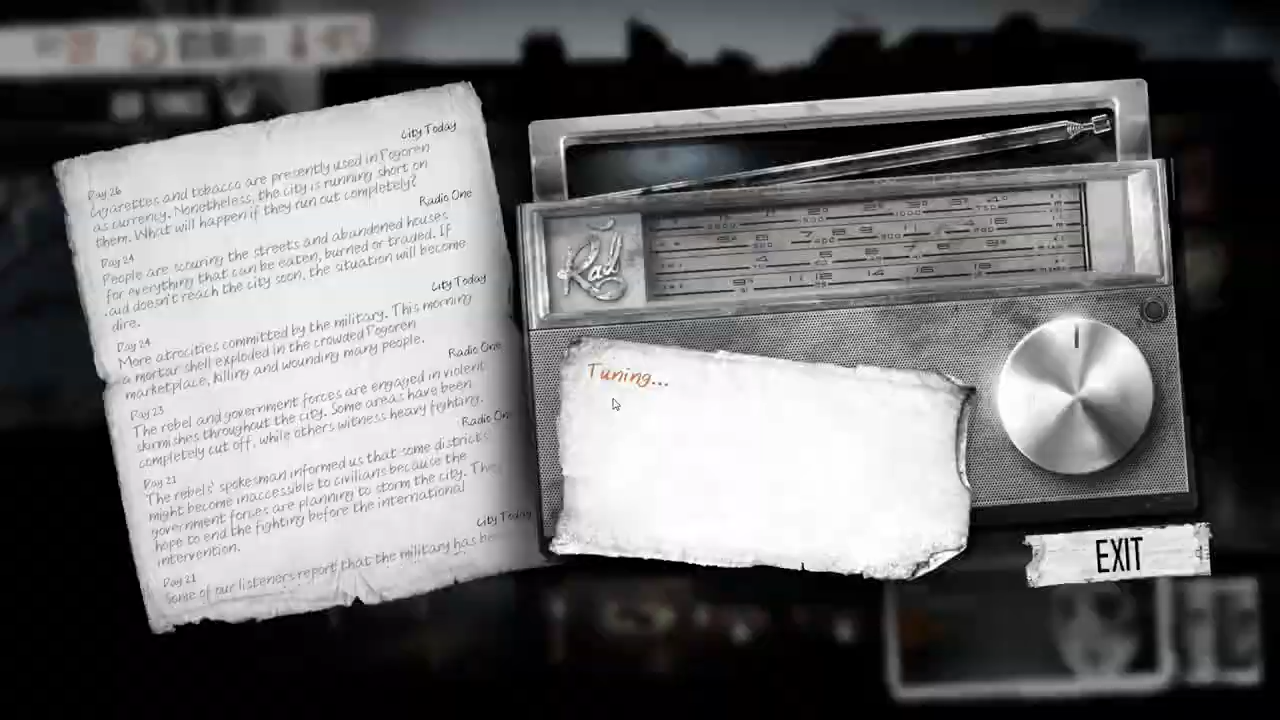 City Today
Day 26
Cigarettes and tobacco are presently used in Pogoren
as currency. Nonetheless, the city is running short on
them. What will happen if they run out completely?
Radio One
Day 24
People are scouring the streets and abandoned houses
for everything that can be eaten, burned or traded. If
aid doesn't reach the city soon, the situation will become
dire.
City Today
Day 24
More atrocities committed by the military. This morning
a mortar shell exploded in the crowded Pogoren
marketplace, killing and wounding many people.
Radio One
Day 23
The rebel and government forces are engaged in violent
skirmishes throughout the city. Some areas have been
completely cut off, while others witness heavy fighting.
Radio One
Day 21
The rebels' spokesman informed us that some districts
might become inaccessible to civilians because the
government forces are planning to storm the city. They
hope to end the fighting before the international
intervention.
City Today
Day 21
Some of our listeners report that the military has
Rad
Tuning...
EXIT